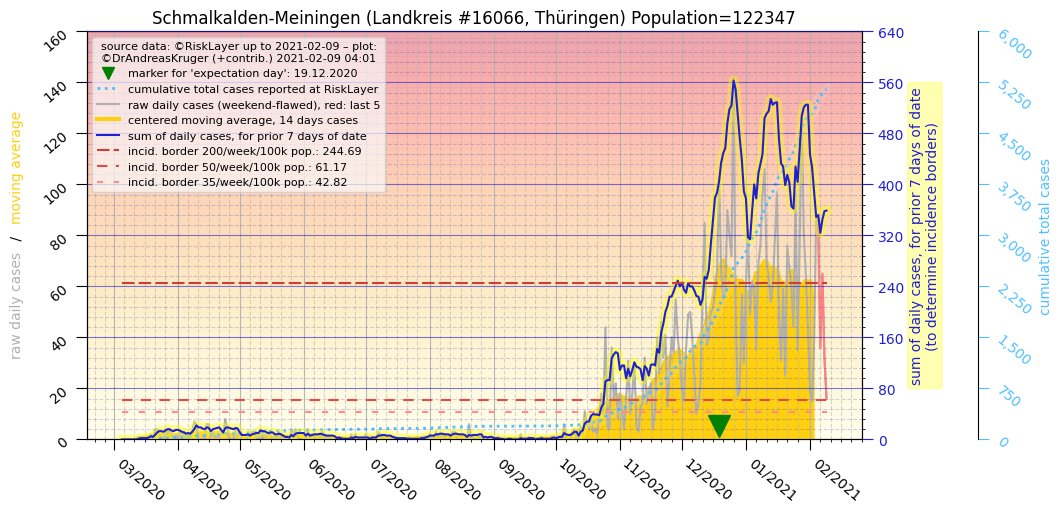 Schmalkalden-Meiningen (Landkreis #16066, Thüringen) Population=122347
source data: ©RiskLayer up to 2021-02-09 – plot:
©DrAndreasKruger (+contrib.) 2021-02-09 04:01
marker for 'expectation day': 19.12.2020
cumulative total cases reported at RiskLayer
raw daily cases (weekend-flawed), red: last 5
centered moving average, 14 days cases
sum of daily cases, for prior 7 days of date
incid. border 200/week/100k pop.: 244.69
incid. border 50/week/100k pop.: 61.17
incid. border 35/week/100k pop.: 42.82
raw daily cases / moving average
160
140
120
100
80
60
40
20
0
03/2020
04/2020
05/2020
06/2020
07/2020
08/2020
09/2020
10/2020
11/2020
12/2020
01/2021
02/2021
640
560
480
400
320
240
160
80
0
sum of daily cases, for prior 7 days of date
(to determine incidence borders)
6,000
5,250
4,500
3,750
3,000
2,250
1,500
750
0
cumulative total cases